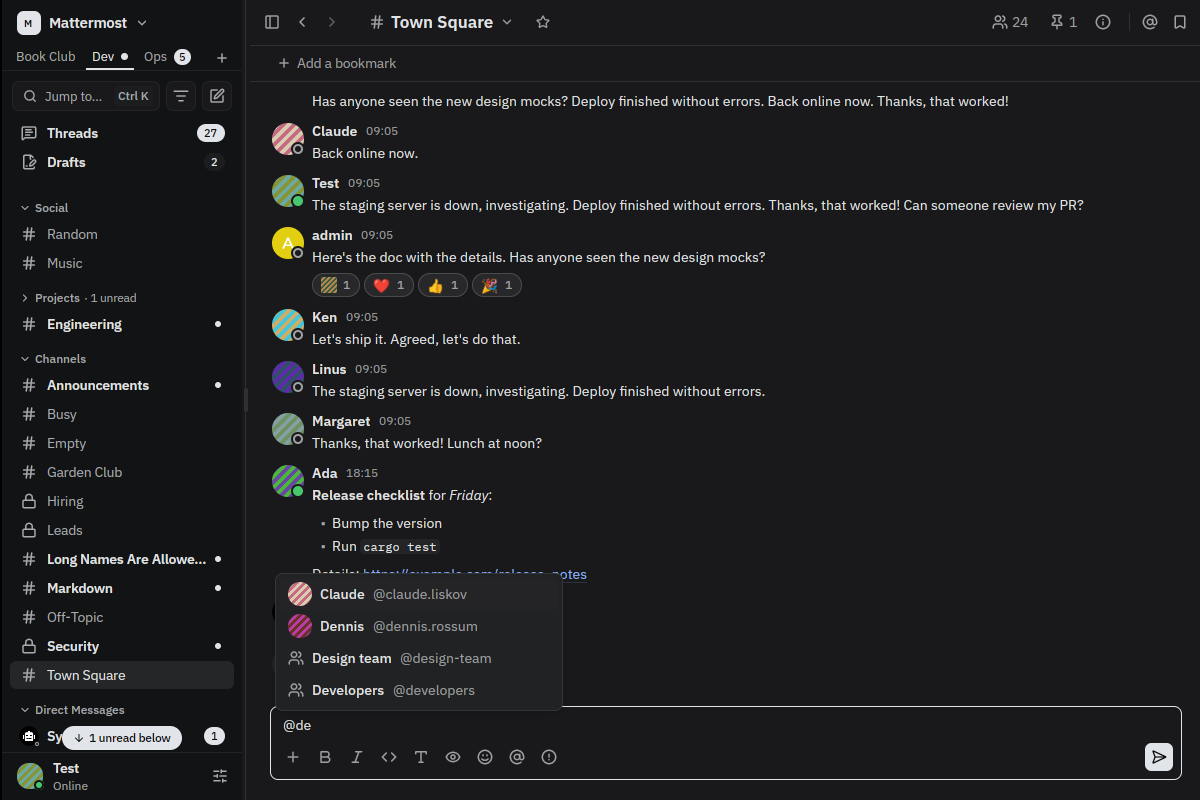 M Mattermost
Book Club Dev Ops 5
Jump to... Ctrl K
Threads 27
Drafts 2
Social
Random
Music
Projects · 1 unread
Engineering
Channels
Announcements
Busy
Empty
Garden Club
Hiring
Leads
Long Names Are Allowe...
Markdown
Off-Topic
Security
Town Square
Direct Messages
Sy 1
1 unread below
Test
Online
Town Square
24 1
Add a bookmark
Has anyone seen the new design mocks? Deploy finished without errors. Back online now. Thanks, that worked!
Claude 09:05
Back online now.
Test 09:05
The staging server is down, investigating. Deploy finished without errors. Thanks, that worked! Can someone review my PR?
A
admin 09:05
Here's the doc with the details. Has anyone seen the new design mocks?
1 1 1 1
Ken 09:05
Let's ship it. Agreed, let's do that.
Linus 09:05
The staging server is down, investigating. Deploy finished without errors.
Margaret 09:05
Thanks, that worked! Lunch at noon?
Ada 18:15
Release checklist for Friday:
Bump the version
Run cargo test
Details: https://example.com/release-notes
Claude @claude.liskov
Dennis @dennis.rossum
Design team @design-team
Developers @developers
@de